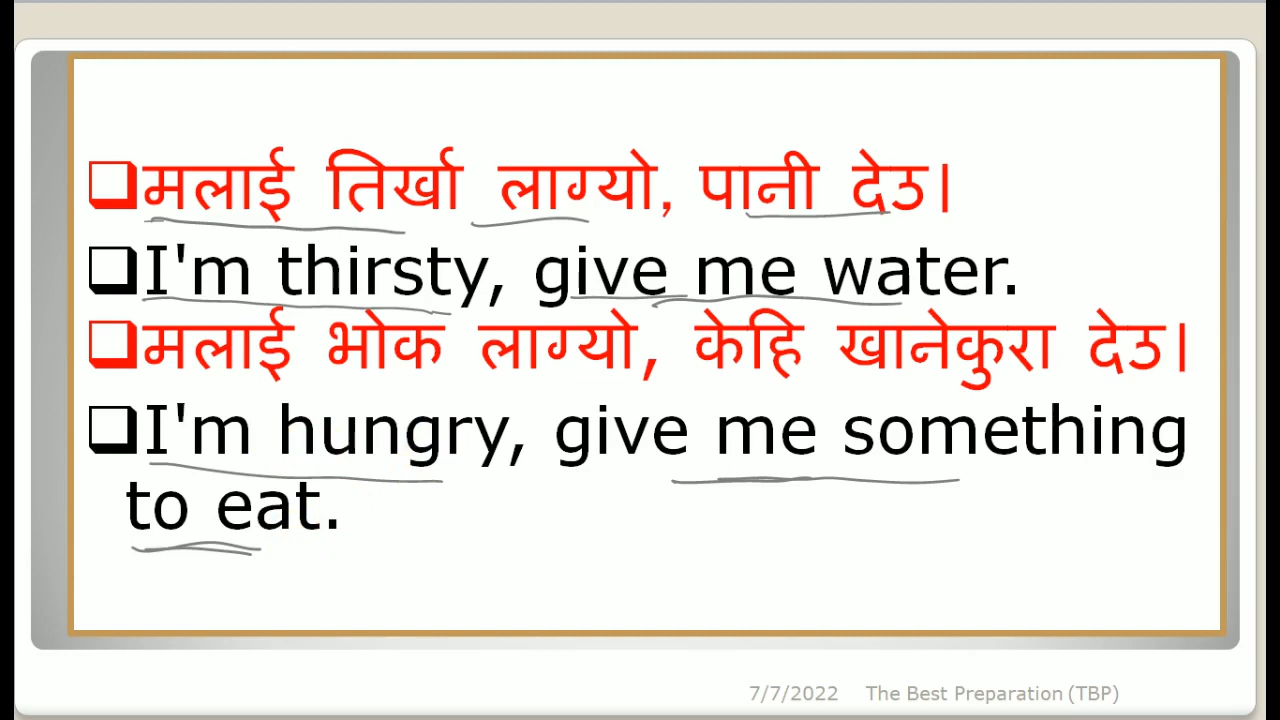 मलाई तिर्खा लाग्यो, पानी देउ।
I'm thirsty, give me water.
मलाई भोक लाग्यो, केहि खानेकुरा देउ।
I'm hungry, give me something
to eat.
7/7/2022 The Best Preparation (TBP)